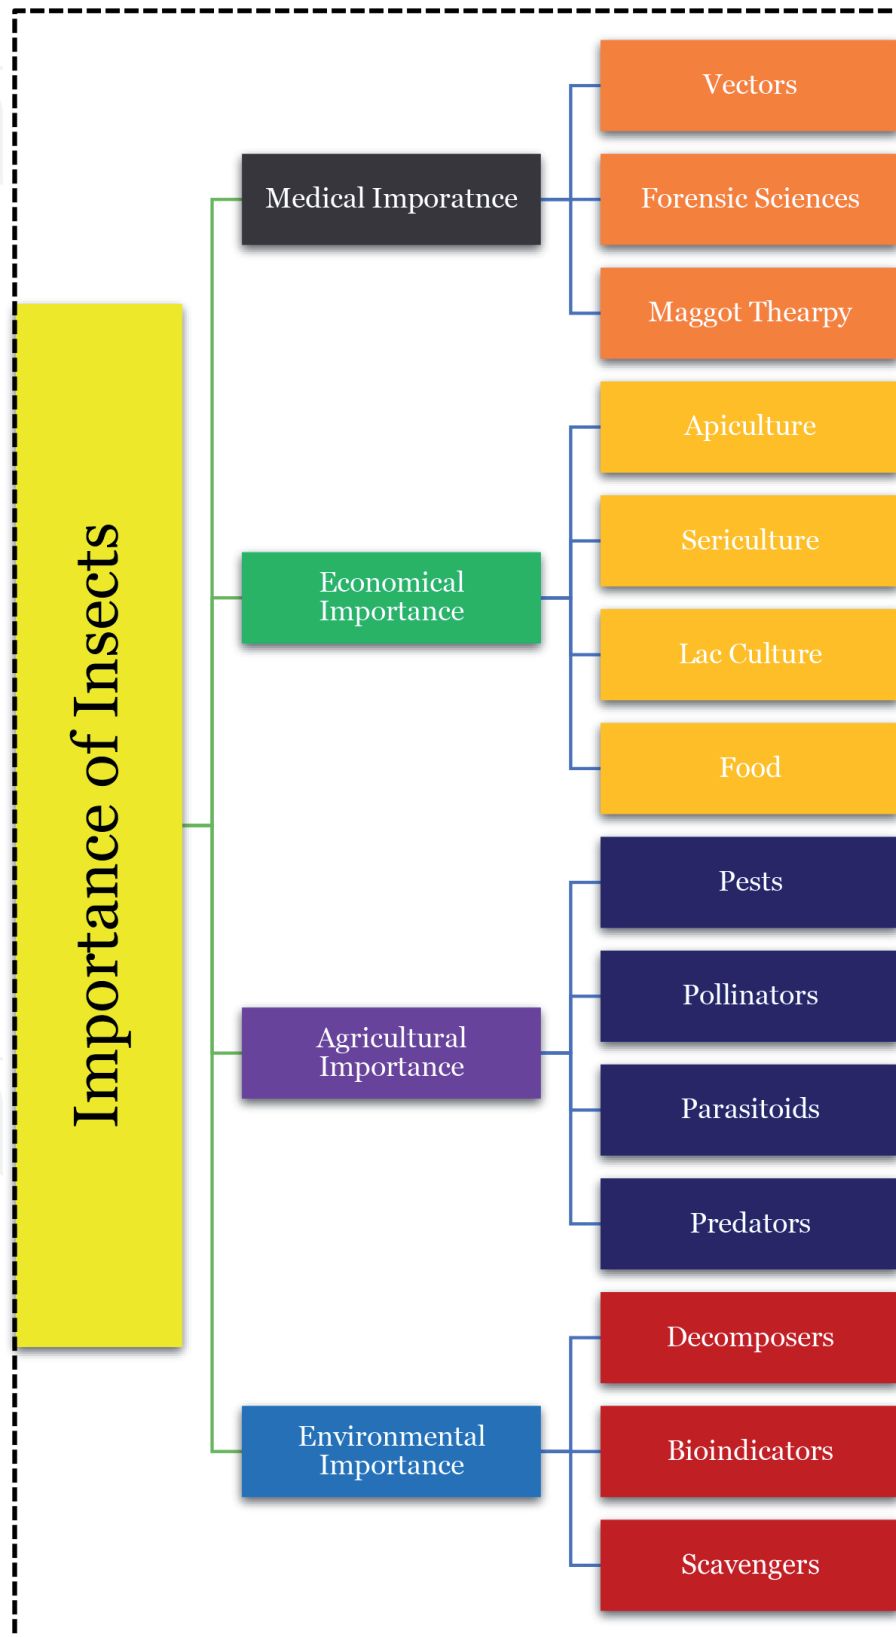 Importance of Insects
Medical Imporatnce
Vectors
Forensic Sciences
Maggot Thearpy
Economical
Importance
Apiculture
Sericulture
Lac Culture
Food
Agricultural
Importance
Pests
Pollinators
Parasitoids
Predators
Environmental
Importance
Decomposers
Bioindicators
Scavengers